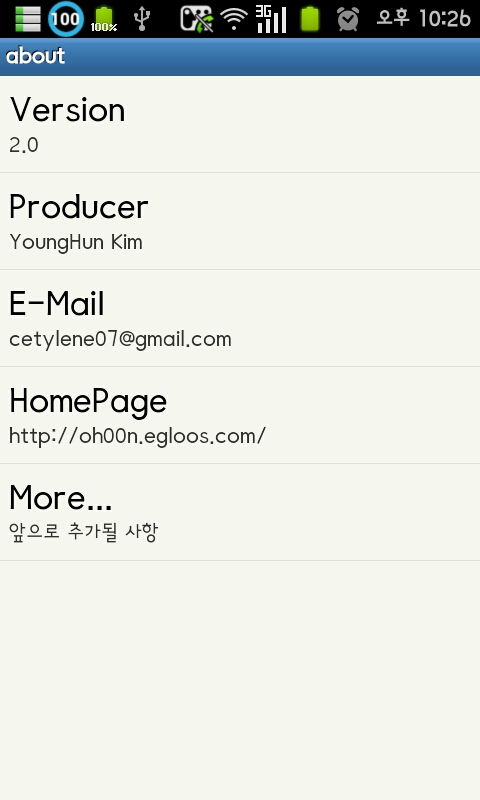 100 100% 3G 오후 10:26
about
Version
2.0
Producer
YoungHun Kim
E-Mail
cetylene07@gmail.com
HomePage
http://oh00n.egloos.com/
More...
앞으로 추가될 사항